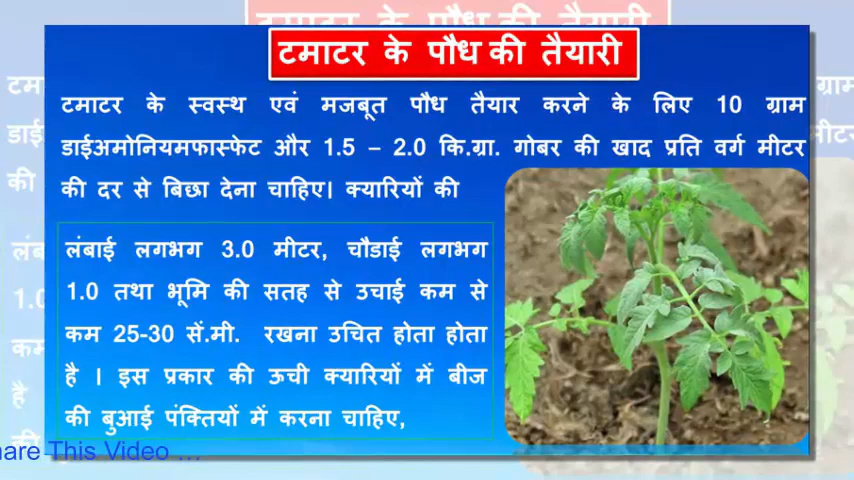 टमाटर के पौध की तैयारी
टमाटर के स्वस्थ एवं मजबूत पौध तैयार करने के लिए 10 ग्राम
डाईअमोनियमफास्फेट और 1.5 – 2.0 कि.ग्रा. गोबर की खाद प्रति वर्ग मीटर
की दर से बिछा देना चाहिए। क्यारियों की
लंबाई लगभग 3.0 मीटर, चौडाई लगभग
1.0 तथा भूमि की सतह से उचाई कम से
कम 25-30 सें.मी. रखना उचित होता होता
है । इस प्रकार की ऊची क्यारियों में बीज
की बुआई पंक्तियों में करना चाहिए,
This Video ...